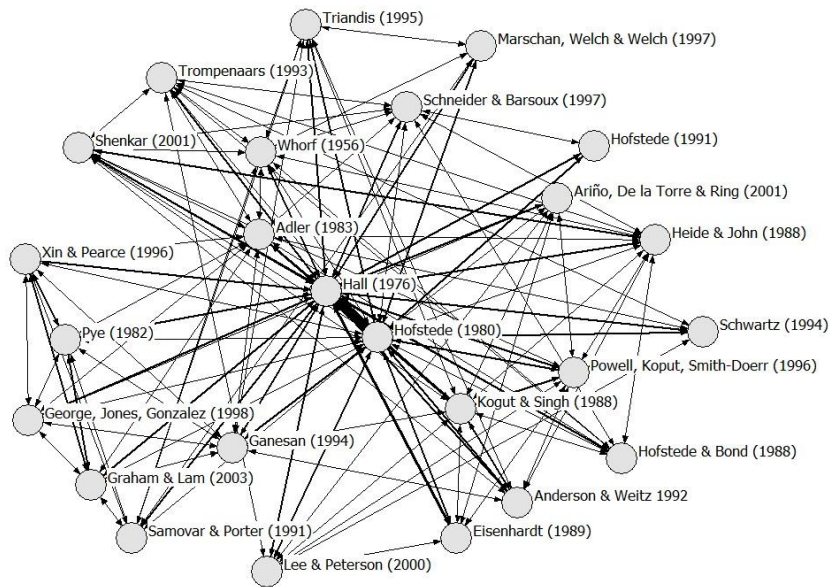 Triandis (1995)
Marschan, Welch & Welch (1997)
Trompenaars (1993)
Schneider & Barsoux (1997)
Shenkar (2001)
Whorf (1956)
Hofstede (1991)
Ariño, De la Torre & Ring (2001)
Adler (1983)
Heide & John (1988)
Xin & Pearce (1996)
Hall (1976)
Pye (1982)
Hofstede (1980)
Schwartz (1994)
Powell, Koput, Smith-Doerr (1996)
Kogut & Singh (1988)
George, Jones, Gonzalez (1998)
Ganesan (1994)
Hofstede & Bond (1988)
Graham & Lam (2003)
Anderson & Weitz 1992
Samovar & Porter (1991)
Eisenhardt (1989)
Lee & Peterson (2000)